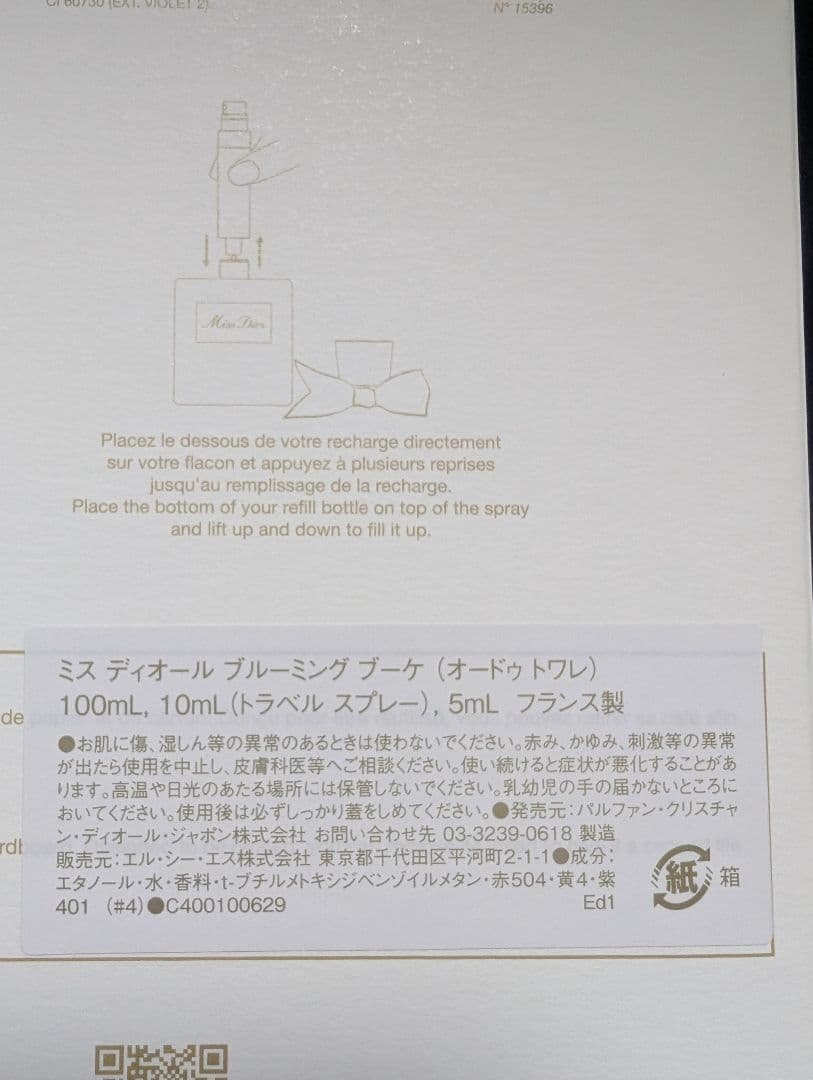 CI 60730 (EXT. VIOLET 2).
N° 15396
Miss Dior
Placez le dessous de votre recharge directement
sur votre flacon et appuyez à plusieurs reprises
jusqu'au remplissage de la recharge.
Place the bottom of your refill bottle on top of the spray
and lift up and down to fill it up.
ミス ディオール ブルーミング ブーケ (オードゥ トワレ)
100mL, 10mL(トラベル スプレー), 5mL フランス製
de
●お肌に傷、湿しん等の異常のあるときは使わないでください。赤み、かゆみ、刺激等の異常
が出たら使用を中止し、皮膚科医等へご相談ください。使い続けると症状が悪化することがあ
ります。高温や日光のあたる場所には保管しないでください。乳幼児の手の届かないところに
おいてください。使用後は必ずしっかり蓋をしめてください。●発売元:パルファン・クリスチャ
ン・ディオール・ジャポン株式会社 お問い合わせ先 03-3239-0618 製造
販売元:エル・シー・エス株式会社 東京都千代田区平河町2-1-1●成分:
エタノール・水・香料・t-ブチルメトキシジベンゾイルメタン・赤504・黄4・紫
401 (#4)●C400100629 Ed1
紙 箱